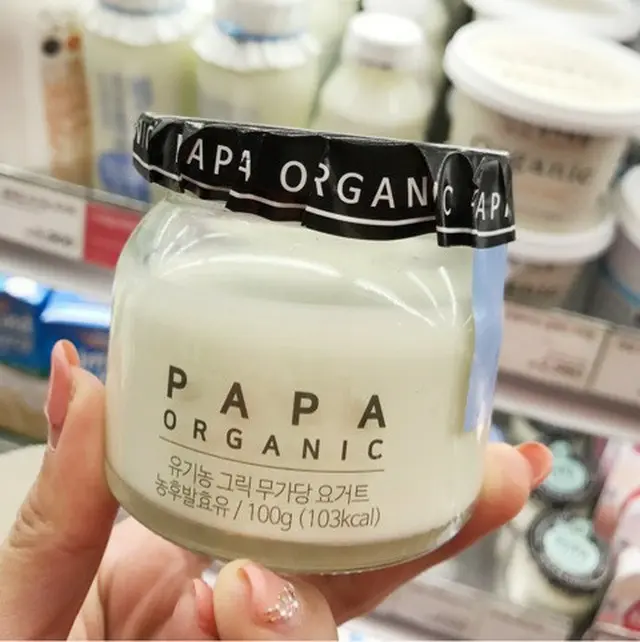 PAPA ORGANIC
PAPA
ORGANIC
유기농 그릭 무가당 요거트
농후발효유 / 100g (103kcal)
Organic